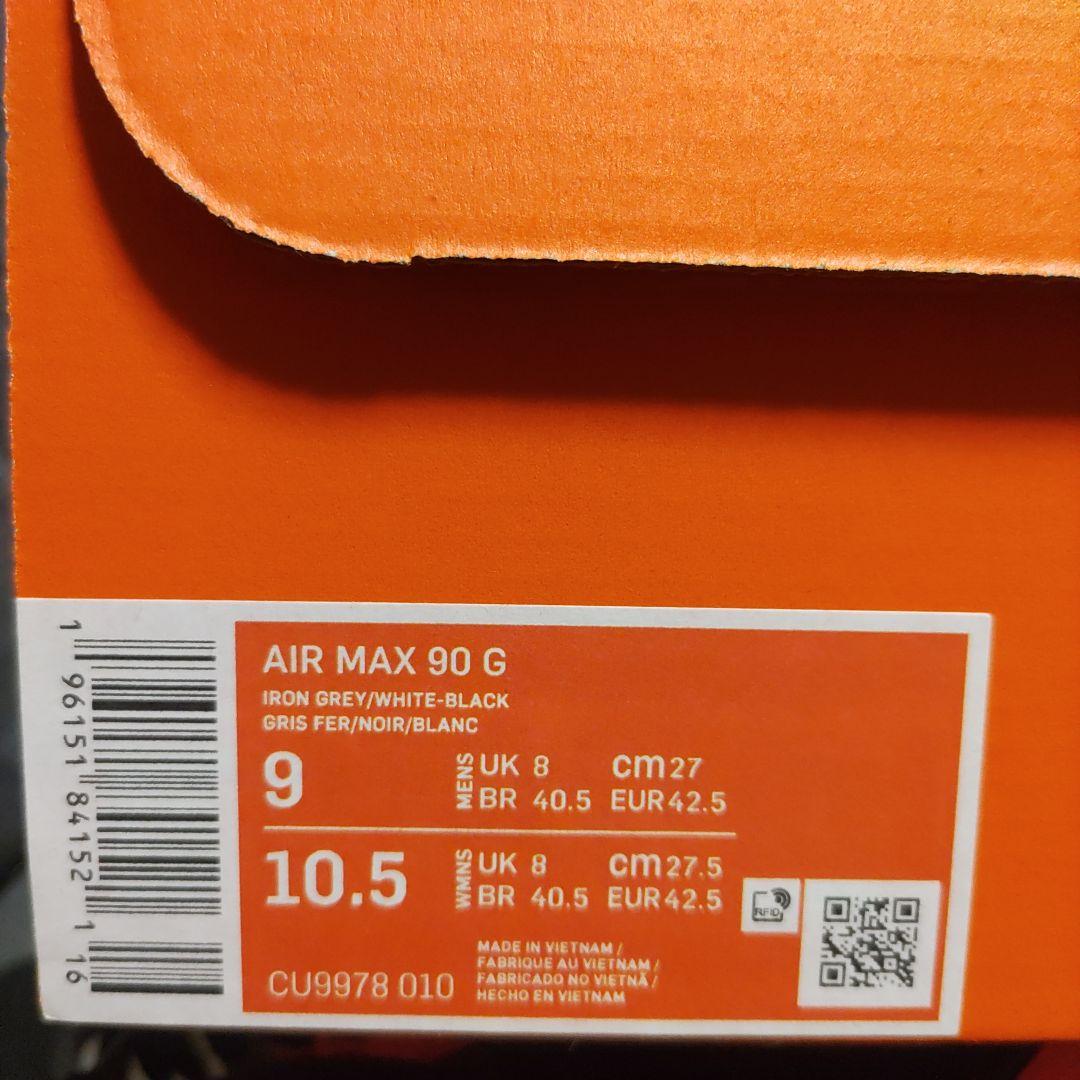 AIR MAX 90 G
IRON GREY/WHITE-BLACK
GRIS FER/NOIR/BLANC
9
MENS
UK 8 cm 27
BR 40.5 EUR 42.5
10.5
WMNS
UK 8 cm 27.5
BR 40.5 EUR 42.5
RFID
CU9978 010
MADE IN VIETNAM /
FABRIQUE AU VIETNAM /
FABRICADO NO VIETNÃ /
HECHO EN VIETNAM
1 96151 84152 1 16